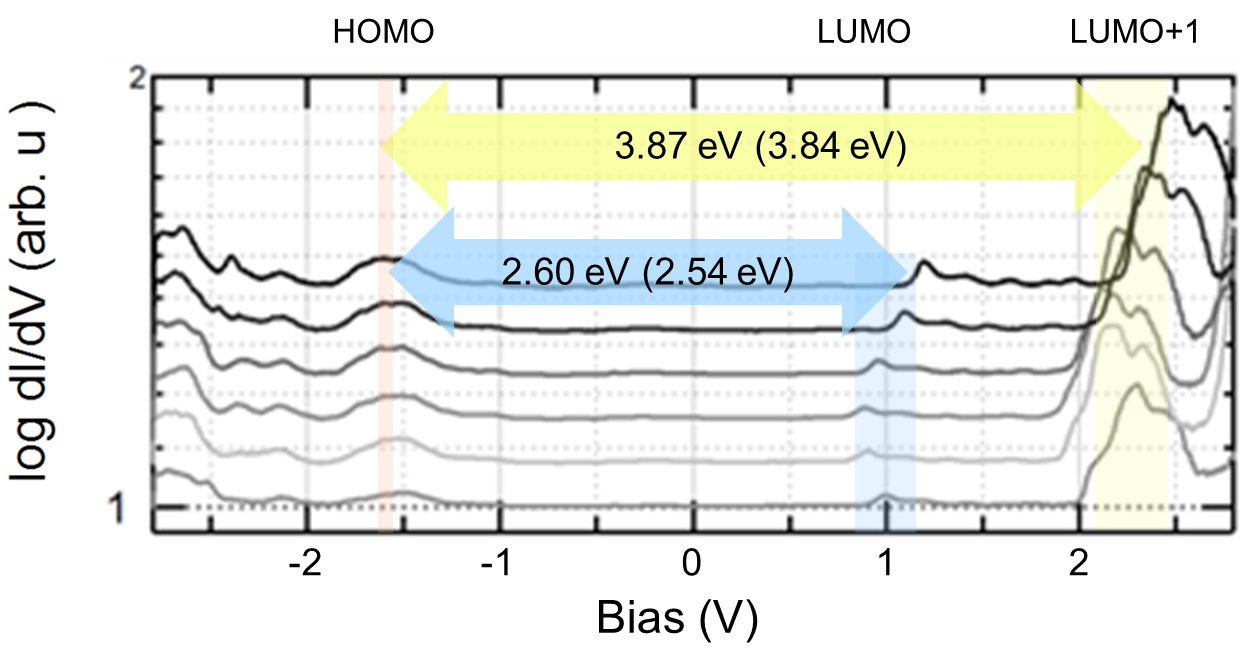 HOMO LUMO LUMO+1
2
3.87 eV (3.84 eV)
2.60 eV (2.54 eV)
log dI/dV (arb. u )
1
-2 -1 0 1 2
Bias (V)